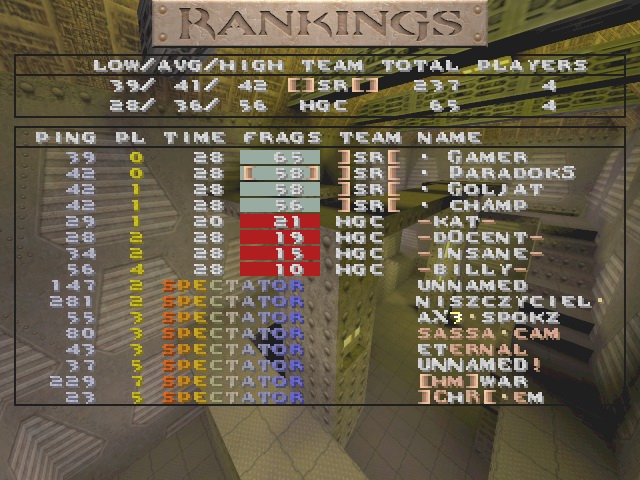 RANKINGS
LOW/AVG/HIGH TEAM TOTAL PLAYERS
39/ 41/ 42 []SR[] 237 4
28/ 36/ 56 HGC 65 4
PING PL TIME FRAGS TEAM NAME
39 0 28 65 ]SR[ · GAMER
42 0 28 [ 58 ] ]SR[ · PARADOKS
42 1 28 58 ]SR[ · GOLJAT
42 1 28 56 ]SR[ · CHAMP
29 1 20 21 HGC -KAT-
28 2 28 19 HGC -DOCENT-
34 2 28 15 HGC -INSANE-
56 4 28 10 HGC -BILLY-
147 2 SPECTATOR UNNAMED
281 2 SPECTATOR NISZCZYCIEL·
55 3 SPECTATOR AX3·SPOKZ
80 3 SPECTATOR SASSA·CAM
43 3 SPECTATOR ETERNAL
37 5 SPECTATOR UNNAMED!
229 7 SPECTATOR [HM]WAR
23 5 SPECTATOR ]CHR[·EM